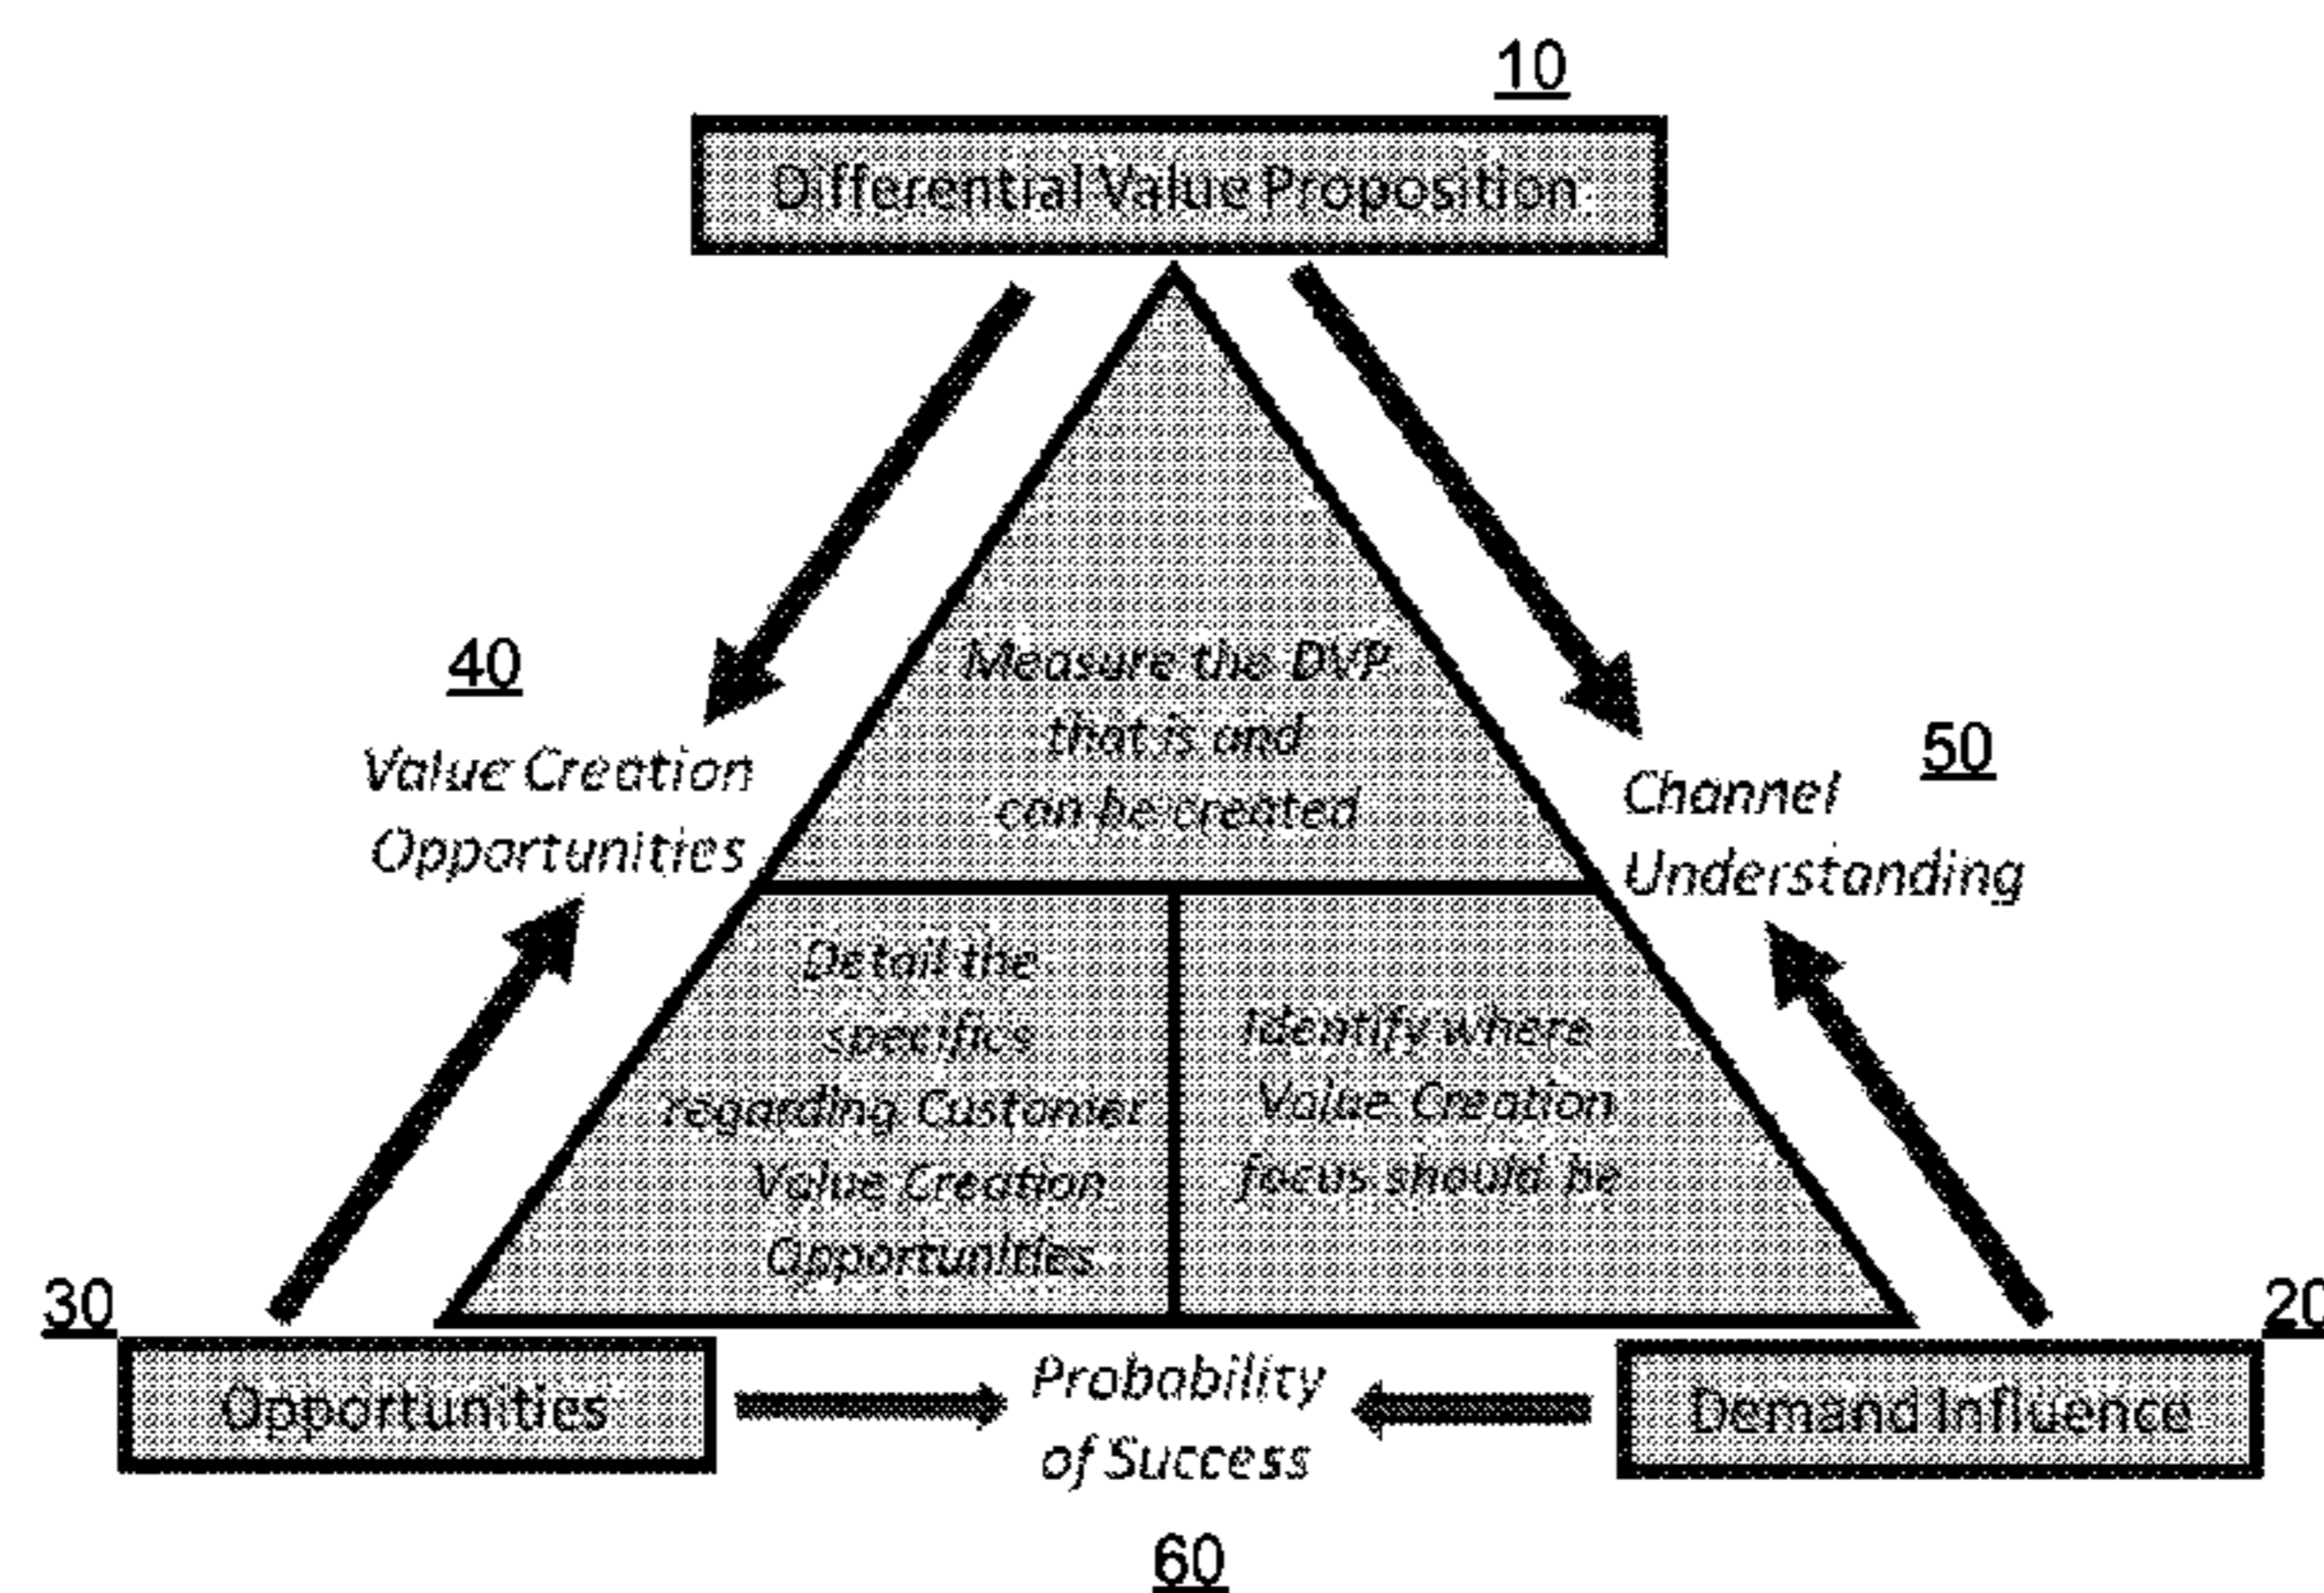 10
Differential Value Proposition
Measure the DVP
that is and
can be created
40
Value Creation
Opportunities
50
Channel
Understanding
Detail the
specifics
regarding Customer
Value Creation
Opportunities
Identify where
Value Creation
focus should be
30
Opportunities
Probability
of Success
20
Demand Influence
60